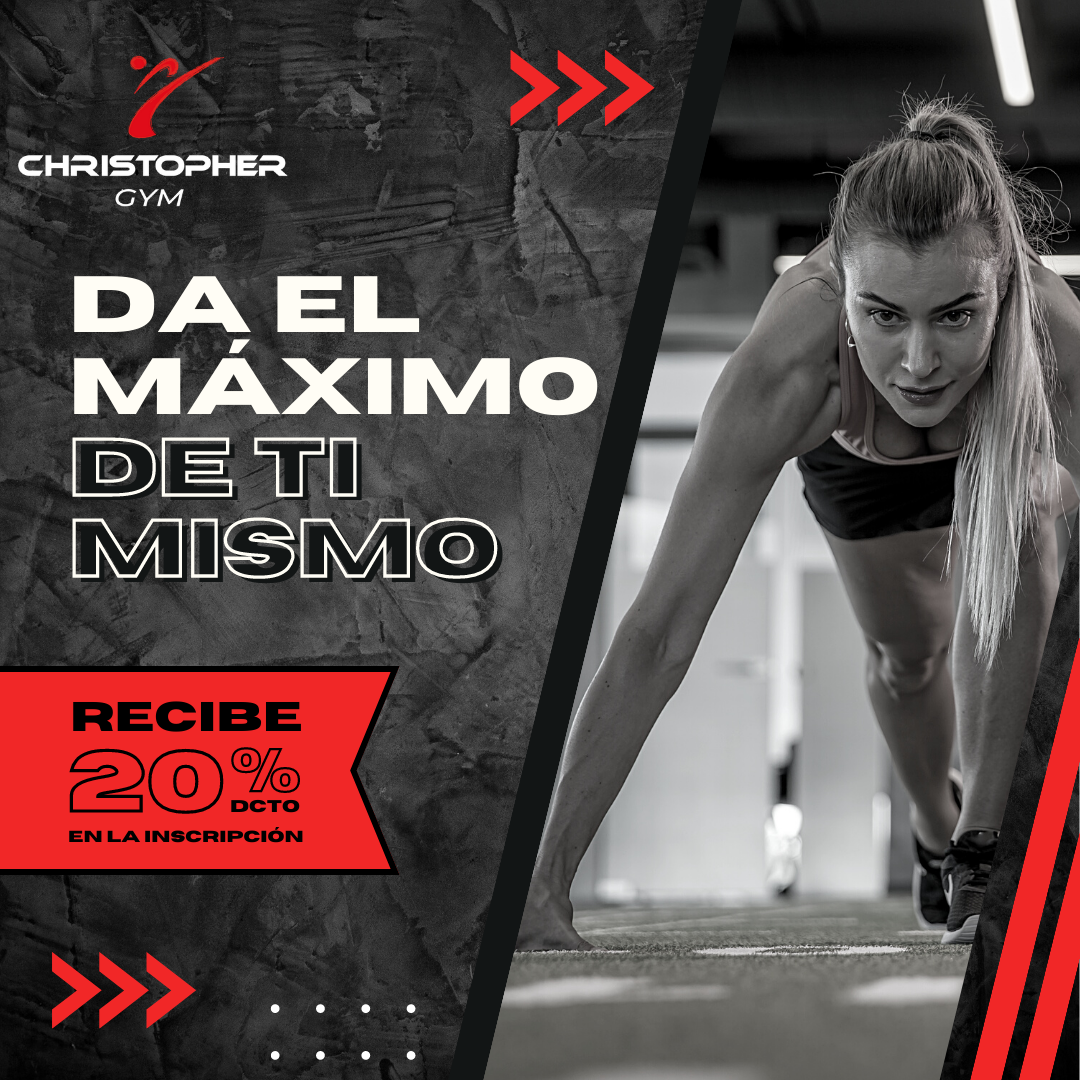 CHRISTOPHER
GYM
DA EL
MÁXIMO
DE TI
MISMO
RECIBE
20%
DCTO
EN LA INSCRIPCIÓN